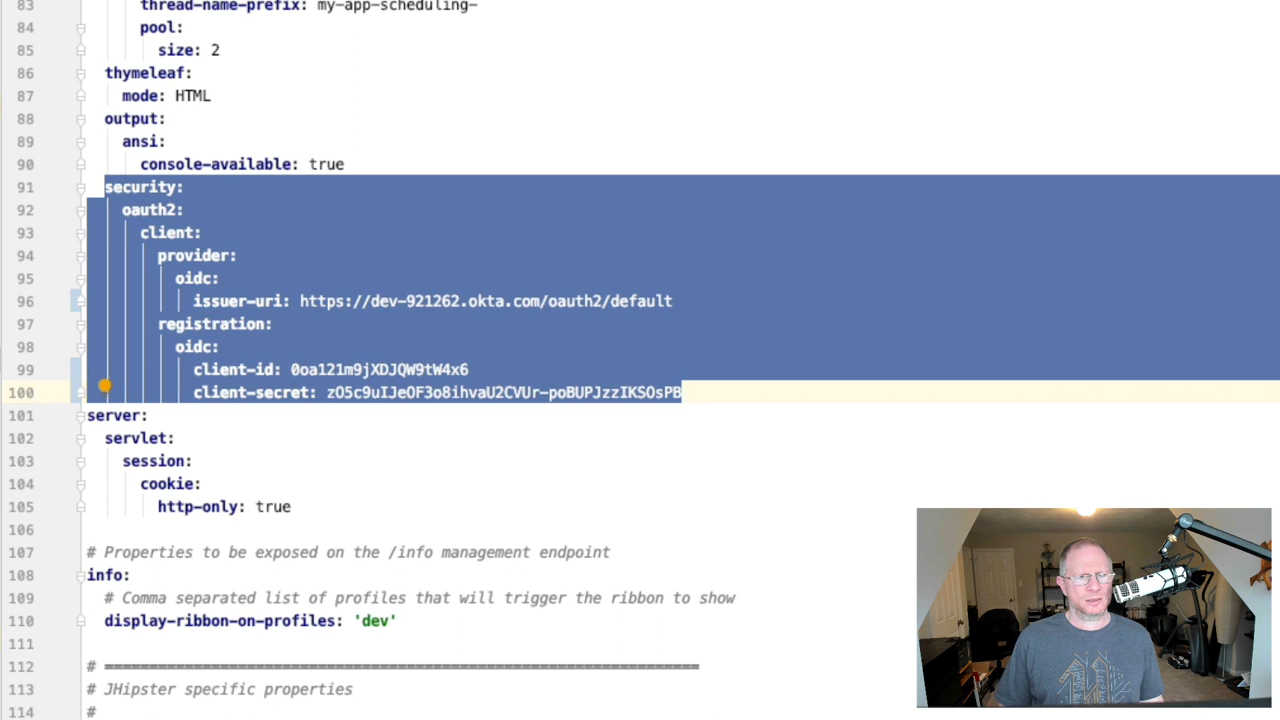 83 thread-name-prefix: my-app-scheduling-
84 pool:
85 size: 2
86 thymeleaf:
87 mode: HTML
88 output:
89 ansi:
90 console-available: true
91 security:
92 oauth2:
93 client:
94 provider:
95 oidc:
96 issuer-uri: https://dev-921262.okta.com/oauth2/default
97 registration:
98 oidc:
99 client-id: 0oa121m9jXDJQW9tW4x6
100 client-secret: zO5c9uIJeOF3o8ihvaU2CVUr-poBUPJzzIKSOsPB
101 server:
102 servlet:
103 session:
104 cookie:
105 http-only: true
106
107 # Properties to be exposed on the /info management endpoint
108 info:
109 # Comma separated list of profiles that will trigger the ribbon to show
110 display-ribbon-on-profiles: 'dev'
111
112 # ===================================================================
113 # JHipster specific properties
114 #